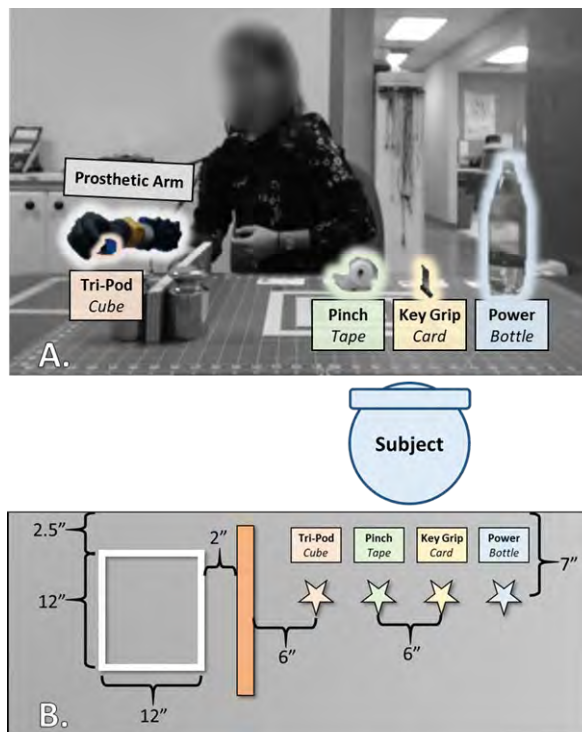 Prosthetic Arm
Tri-Pod
Cube
Pinch
Tape
Key Grip
Card
Power
Bottle
A.
Subject
2.5”
2”
Tri-Pod
Cube
Pinch
Tape
Key Grip
Card
Power
Bottle
7”
12”
6”
6”
12”
B.